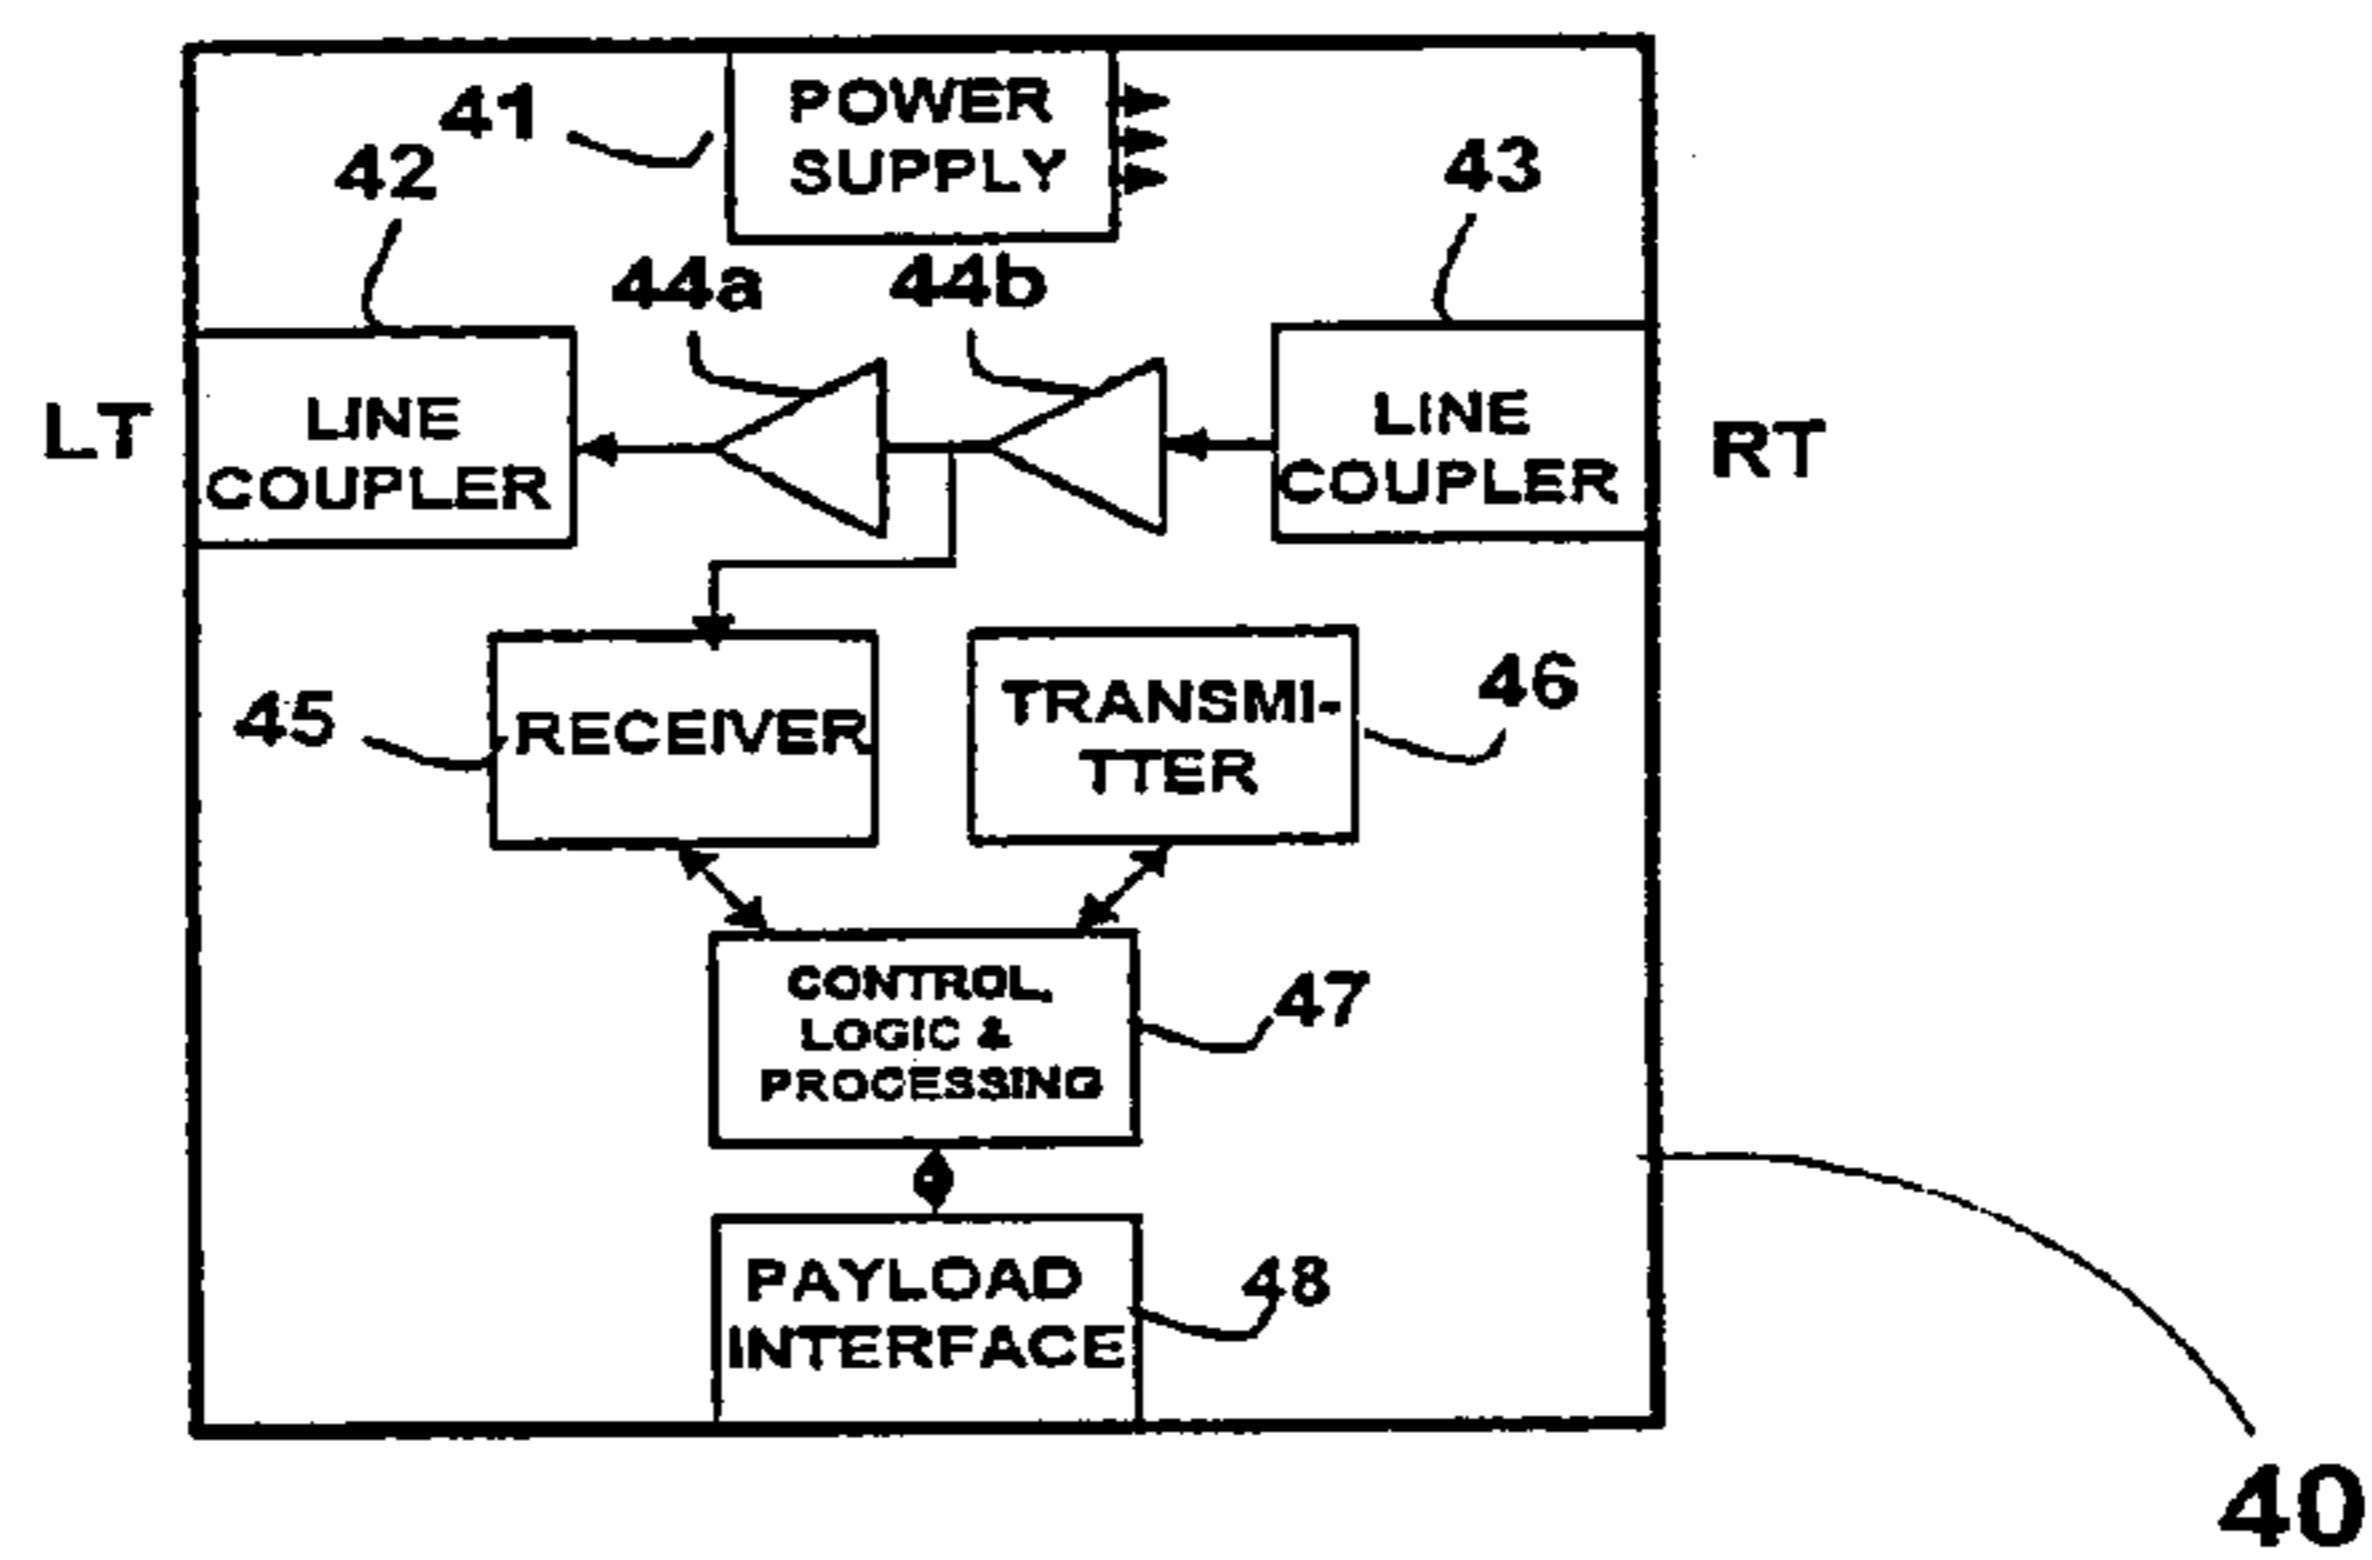 41
POWER
SUPPLY
42
43
44a
44b
LT
LINE
COUPLER
LINE
COUPLER
RT
45
RECEIVER
TRANSMI-
TTER
46
CONTROL,
LOGIC &
PROCESSING
47
PAYLOAD
INTERFACE
48
40